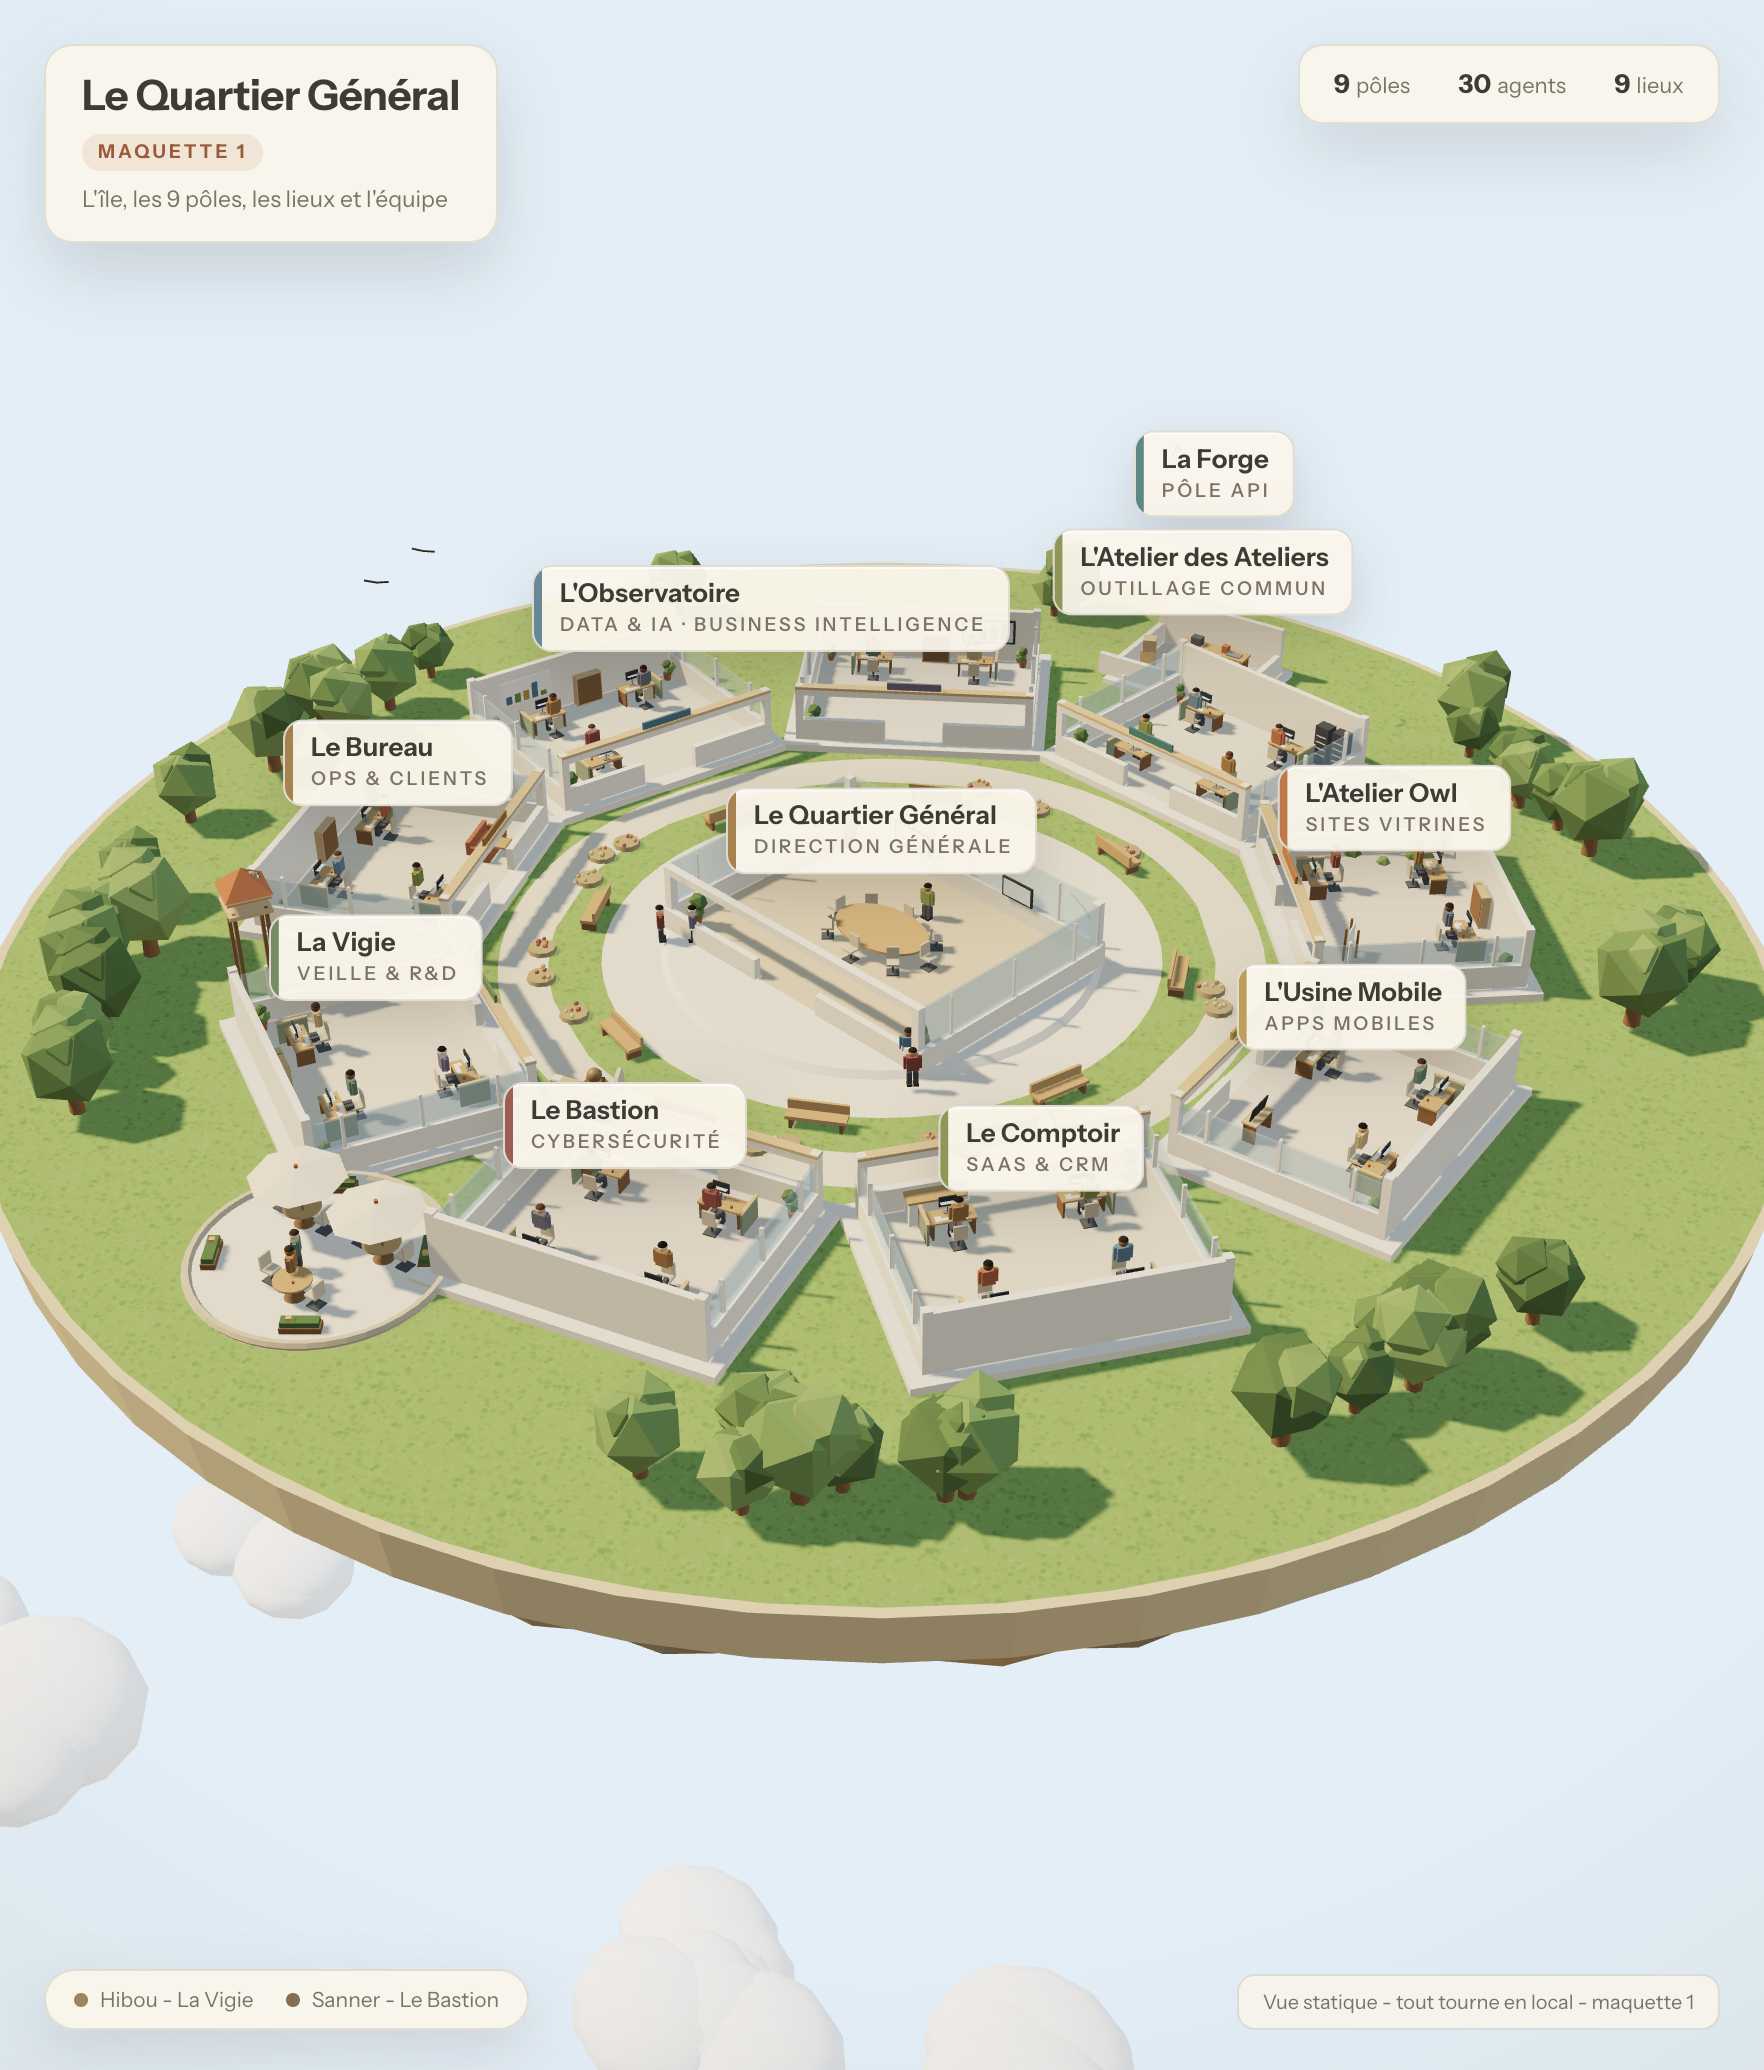 Le Quartier Général
MAQUETTE 1
L'île, les 9 pôles, les lieux et l'équipe
9 pôles 30 agents 9 lieux
La Forge
PÔLE API
L'Atelier des Ateliers
OUTILLAGE COMMUN
L'Observatoire
DATA & IA · BUSINESS INTELLIGENCE
Le Bureau
OPS & CLIENTS
L'Atelier Owl
SITES VITRINES
Le Quartier Général
DIRECTION GÉNÉRALE
La Vigie
VEILLE & R&D
L'Usine Mobile
APPS MOBILES
Le Bastion
CYBERSÉCURITÉ
Le Comptoir
SAAS & CRM
Hibou - La Vigie
Sanner - Le Bastion
Vue statique - tout tourne en local - maquette 1